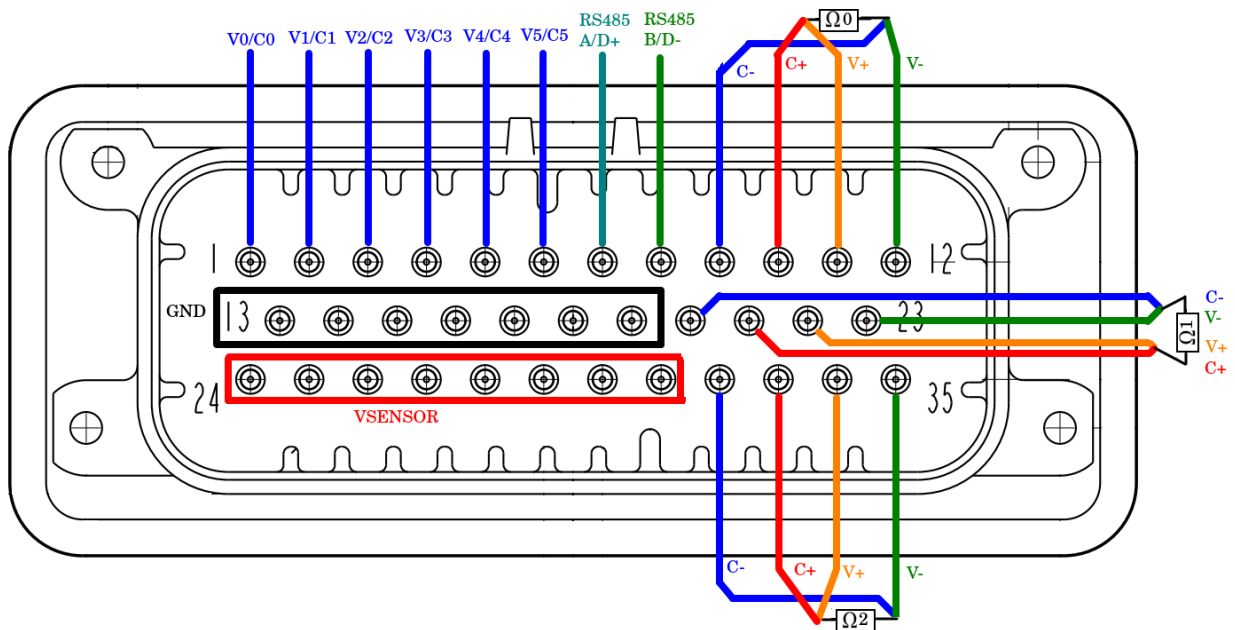 Ω0
RS485 RS485
V0/C0 V1/C1 V2/C2 V3/C3 V4/C4 V5/C5 A/D+ B/D-
C- C+ V+ V-
1 12
GND 13 23
C-
V-
Ω1
V+
C+
24 35
VSENSOR
C- C+ V+ V-
Ω2